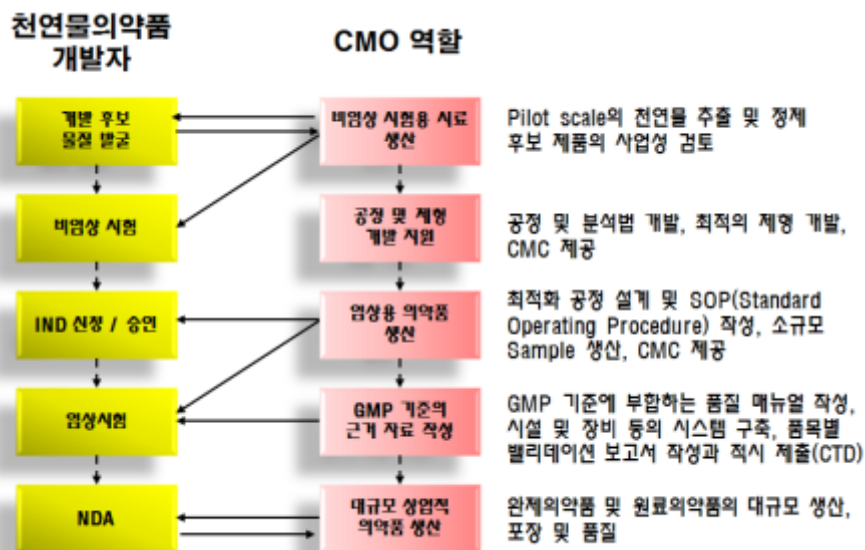 천연물의약품
개발자
CMO 역할
개발 후보
물질 발굴
비임상 시험용 시료
생산
Pilot scale의 천연물 추출 및 정제
후보 제품의 사업성 검토
비임상 시험
공정 및 제형
개발 지원
공정 및 분석법 개발, 최적의 제형 개발,
CMC 제공
IND 신청 / 승인
임상용 의약품
생산
최적화 공정 설계 및 SOP(Standard
Operating Procedure) 작성, 소규모
Sample 생산, CMC 제공
임상시험
GMP 기준의
근거 자료 작성
GMP 기준에 부합하는 품질 매뉴얼 작성,
시설 및 장비 등의 시스템 구축, 품목별
밸리데이션 보고서 작성과 적시 제출(CTD)
NDA
대규모 상업적
의약품 생산
완제의약품 및 원료의약품의 대규모 생산,
포장 및 품질